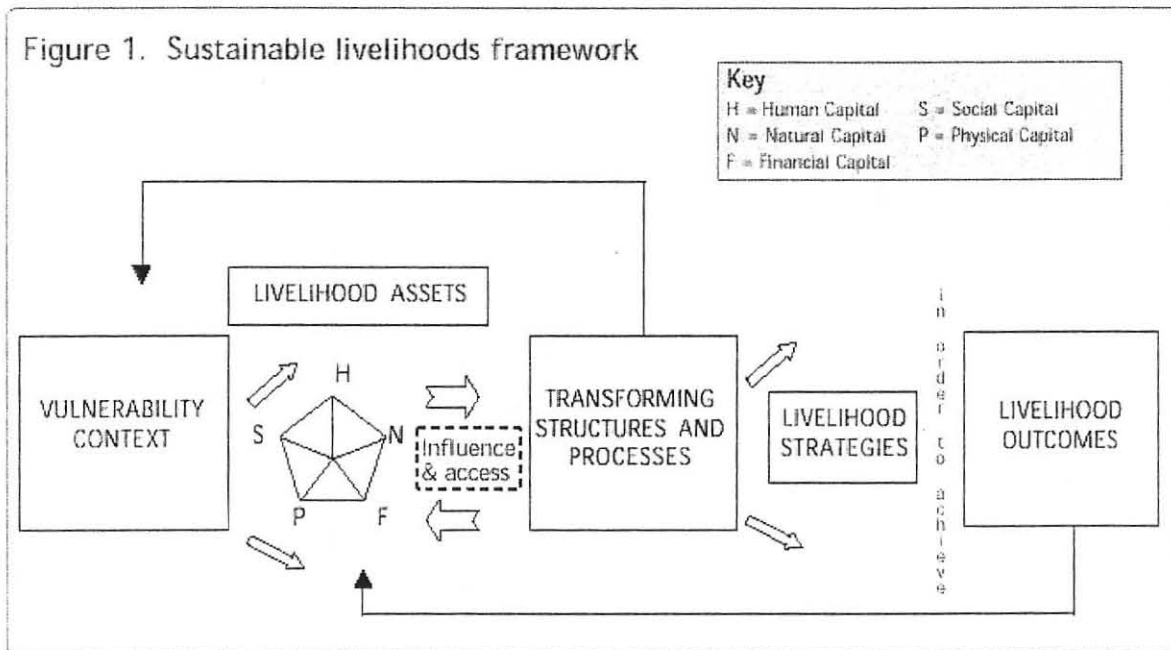 Figure 1. Sustainable livelihoods framework
Key
H = Human Capital S = Social Capital
N = Natural Capital P = Physical Capital
F = Financial Capital
LIVELIHOOD ASSETS
VULNERABILITY
CONTEXT
H
S
N
P
F
Influence
& access
TRANSFORMING
STRUCTURES AND
PROCESSES
LIVELIHOOD
STRATEGIES
in order to achieve
LIVELIHOOD
OUTCOMES